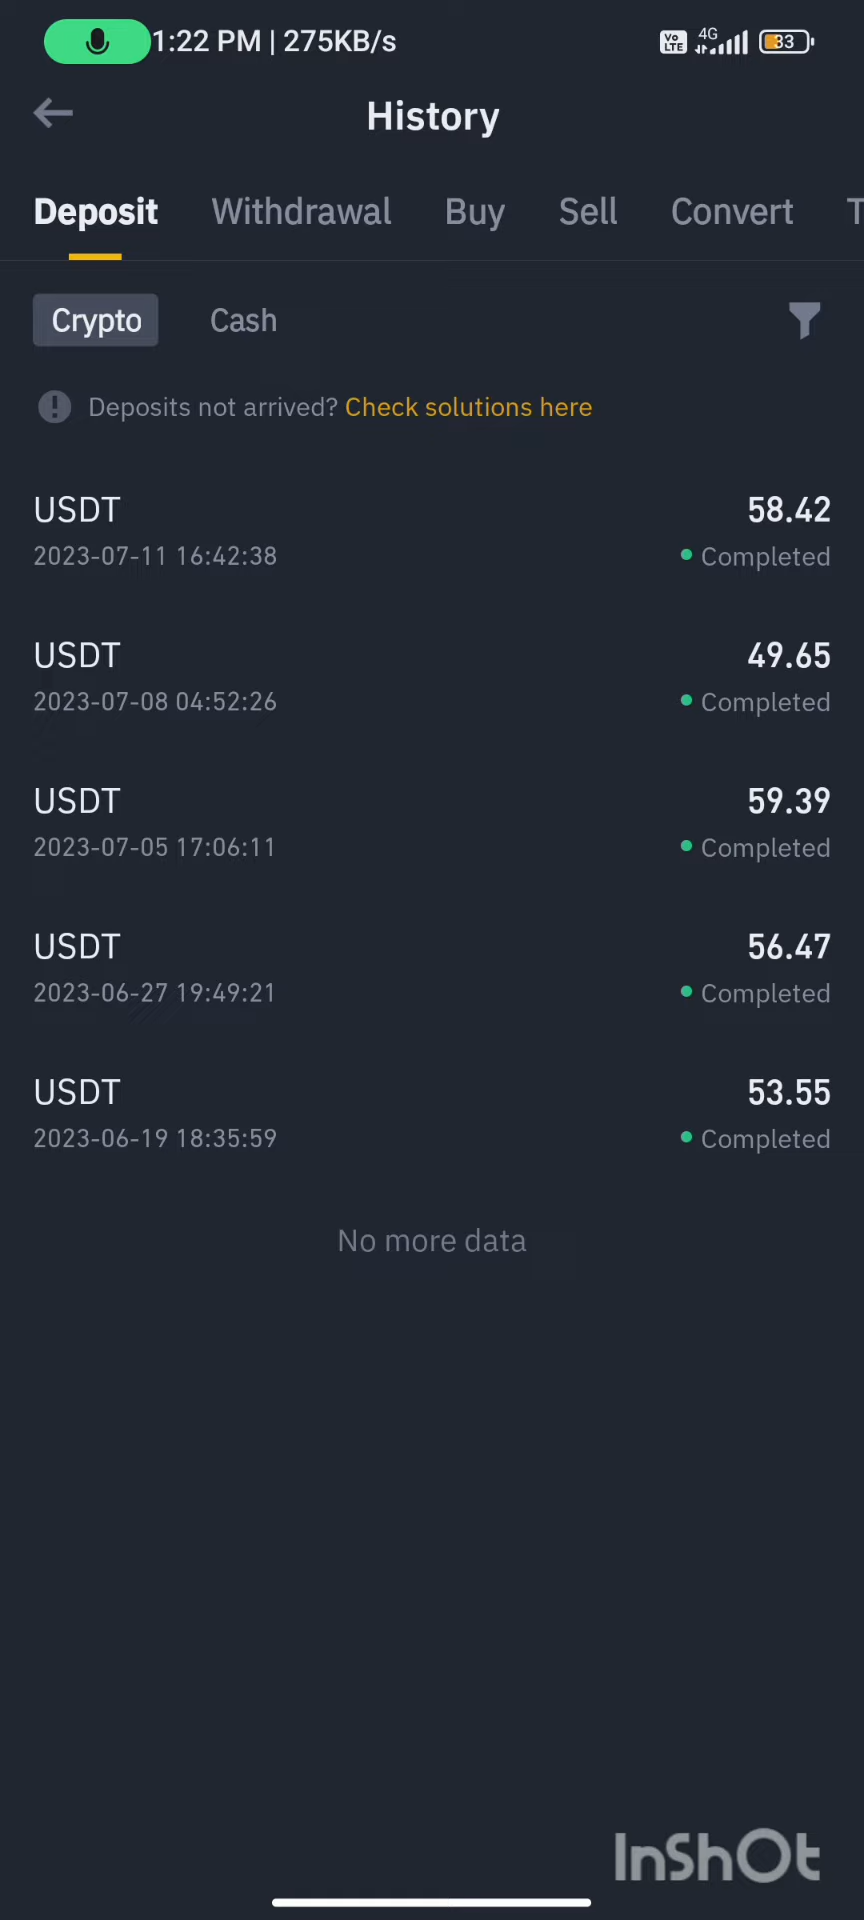 1:22 PM | 275KB/s Vo LTE 4G 33
History
Deposit Withdrawal Buy Sell Convert T
Crypto Cash
Deposits not arrived? Check solutions here
USDT 58.42
2023-07-11 16:42:38 Completed
USDT 49.65
2023-07-08 04:52:26 Completed
USDT 59.39
2023-07-05 17:06:11 Completed
USDT 56.47
2023-06-27 19:49:21 Completed
USDT 53.55
2023-06-19 18:35:59 Completed
No more data
InShOt